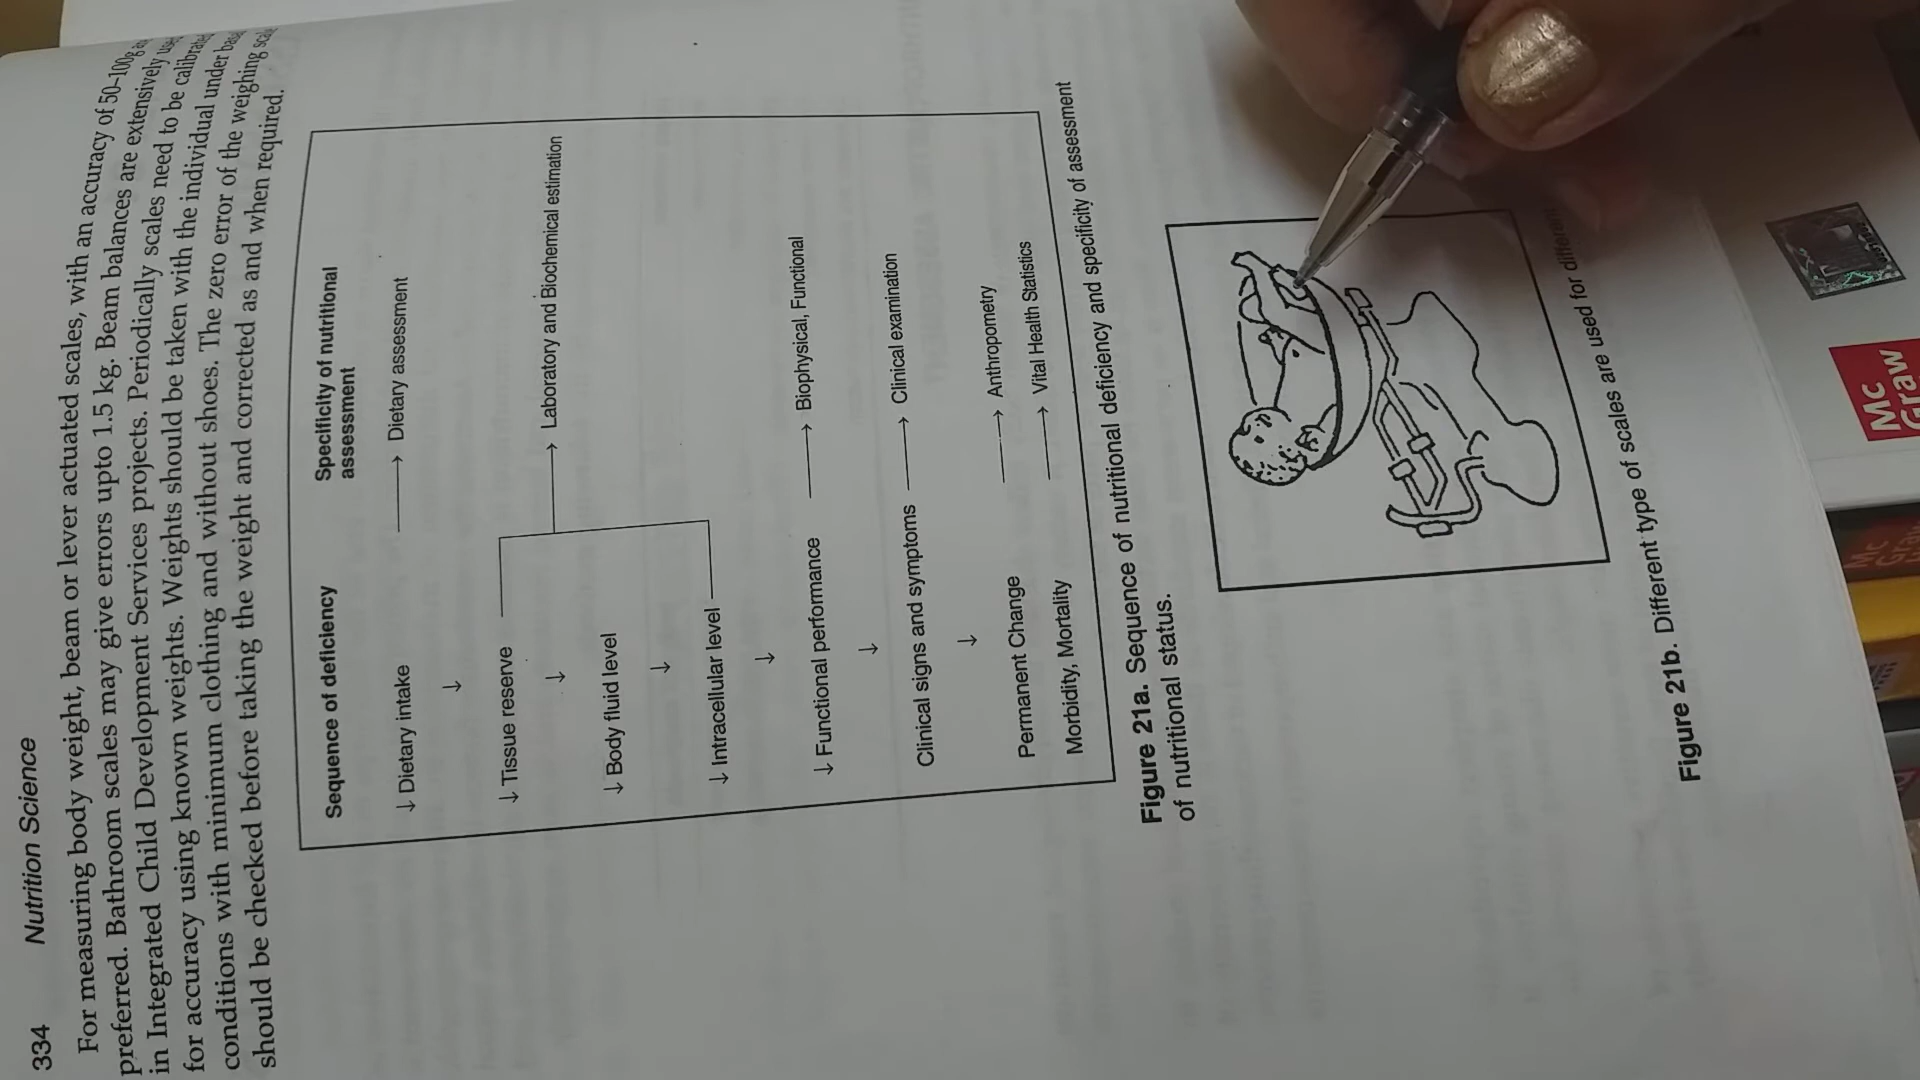 334 Nutrition Science
For measuring body weight, beam or lever actuated scales, with an accuracy of 50–100g
preferred. Bathroom scales may give errors upto 1.5 kg. Beam balances are extensively
in Integrated Child Development Services projects. Periodically scales need to be
for accuracy using known weights. Weights should be taken with the individual under
conditions with minimum clothing and without shoes. The zero error of the weighing
should be checked before taking the weight and corrected as and when required.
Sequence of deficiency
Specificity of nutritional
assessment
↓ Dietary intake → Dietary assessment
↓
↓ Tissue reserve
↓
→ Laboratory and Biochemical estimation
↓ Body fluid level
↓
↓ Intracellular level
↓
↓ Functional performance → Biophysical, Functional
↓
Clinical signs and symptoms → Clinical examination
↓
Permanent Change → Anthropometry
Morbidity, Mortality → Vital Health Statistics
Figure 21a. Sequence of nutritional deficiency and specificity of assessment
of nutritional status.
Figure 21b. Different type of scales are used for
Mc
Graw